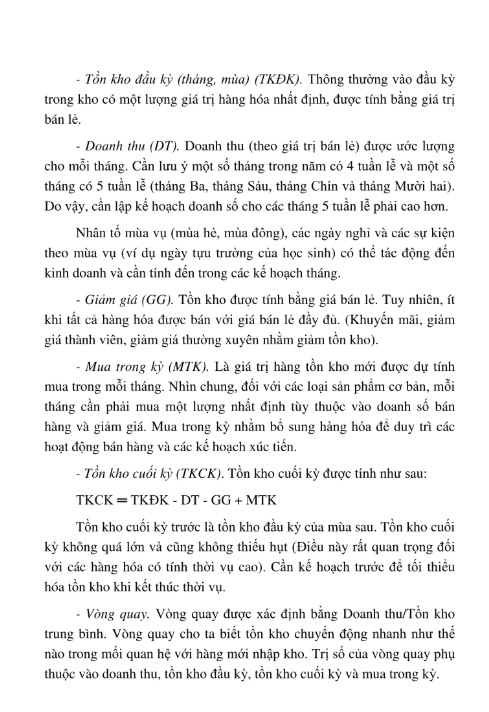 - Tồn kho đầu kỳ (tháng, mùa) (TKĐK). Thông thường vào đầu kỳ
trong kho có một lượng giá trị hàng hóa nhất định, được tính bằng giá trị
bán lẻ.
- Doanh thu (DT). Doanh thu (theo giá trị bán lẻ) được ước lượng
cho mỗi tháng. Cần lưu ý một số tháng trong năm có 4 tuần lễ và một số
tháng có 5 tuần lễ (tháng Ba, tháng Sáu, tháng Chín và tháng Mười hai).
Do vậy, cần lập kế hoạch doanh số cho các tháng 5 tuần lễ phải cao hơn.
Nhân tố mùa vụ (mùa hè, mùa đông), các ngày nghỉ và các sự kiện
theo mùa vụ (ví dụ ngày tựu trường của học sinh) có thể tác động đến
kinh doanh và cần tính đến trong các kế hoạch tháng.
- Giảm giá (GG). Tồn kho được tính bằng giá bán lẻ. Tuy nhiên, ít
khi tất cả hàng hóa được bán với giá bán lẻ đầy đủ. (Khuyến mãi, giảm
giá thành viên, giảm giá thường xuyên nhằm giảm tồn kho).
- Mua trong kỳ (MTK). Là giá trị hàng tồn kho mới được dự tính
mua trong mỗi tháng. Nhìn chung, đối với các loại sản phẩm cơ bản, mỗi
tháng cần phải mua một lượng nhất định tùy thuộc vào doanh số bán
hàng và giảm giá. Mua trong kỳ nhằm bổ sung hàng hóa để duy trì các
hoạt động bán hàng và các kế hoạch xúc tiến.
- Tồn kho cuối kỳ (TKCK). Tồn kho cuối kỳ được tính như sau:
TKCK = TKĐK - DT - GG + MTK
Tồn kho cuối kỳ trước là tồn kho đầu kỳ của mùa sau. Tồn kho cuối
kỳ không quá lớn và cũng không thiếu hụt (Điều này rất quan trọng đối
với các hàng hóa có tính thời vụ cao). Cần kế hoạch trước để tối thiểu
hóa tồn kho khi kết thúc thời vụ.
- Vòng quay. Vòng quay được xác định bằng Doanh thu/Tồn kho
trung bình. Vòng quay cho ta biết tồn kho chuyển động nhanh như thế
nào trong mối quan hệ với hàng mới nhập kho. Trị số của vòng quay phụ
thuộc vào doanh thu, tồn kho đầu kỳ, tồn kho cuối kỳ và mua trong kỳ.